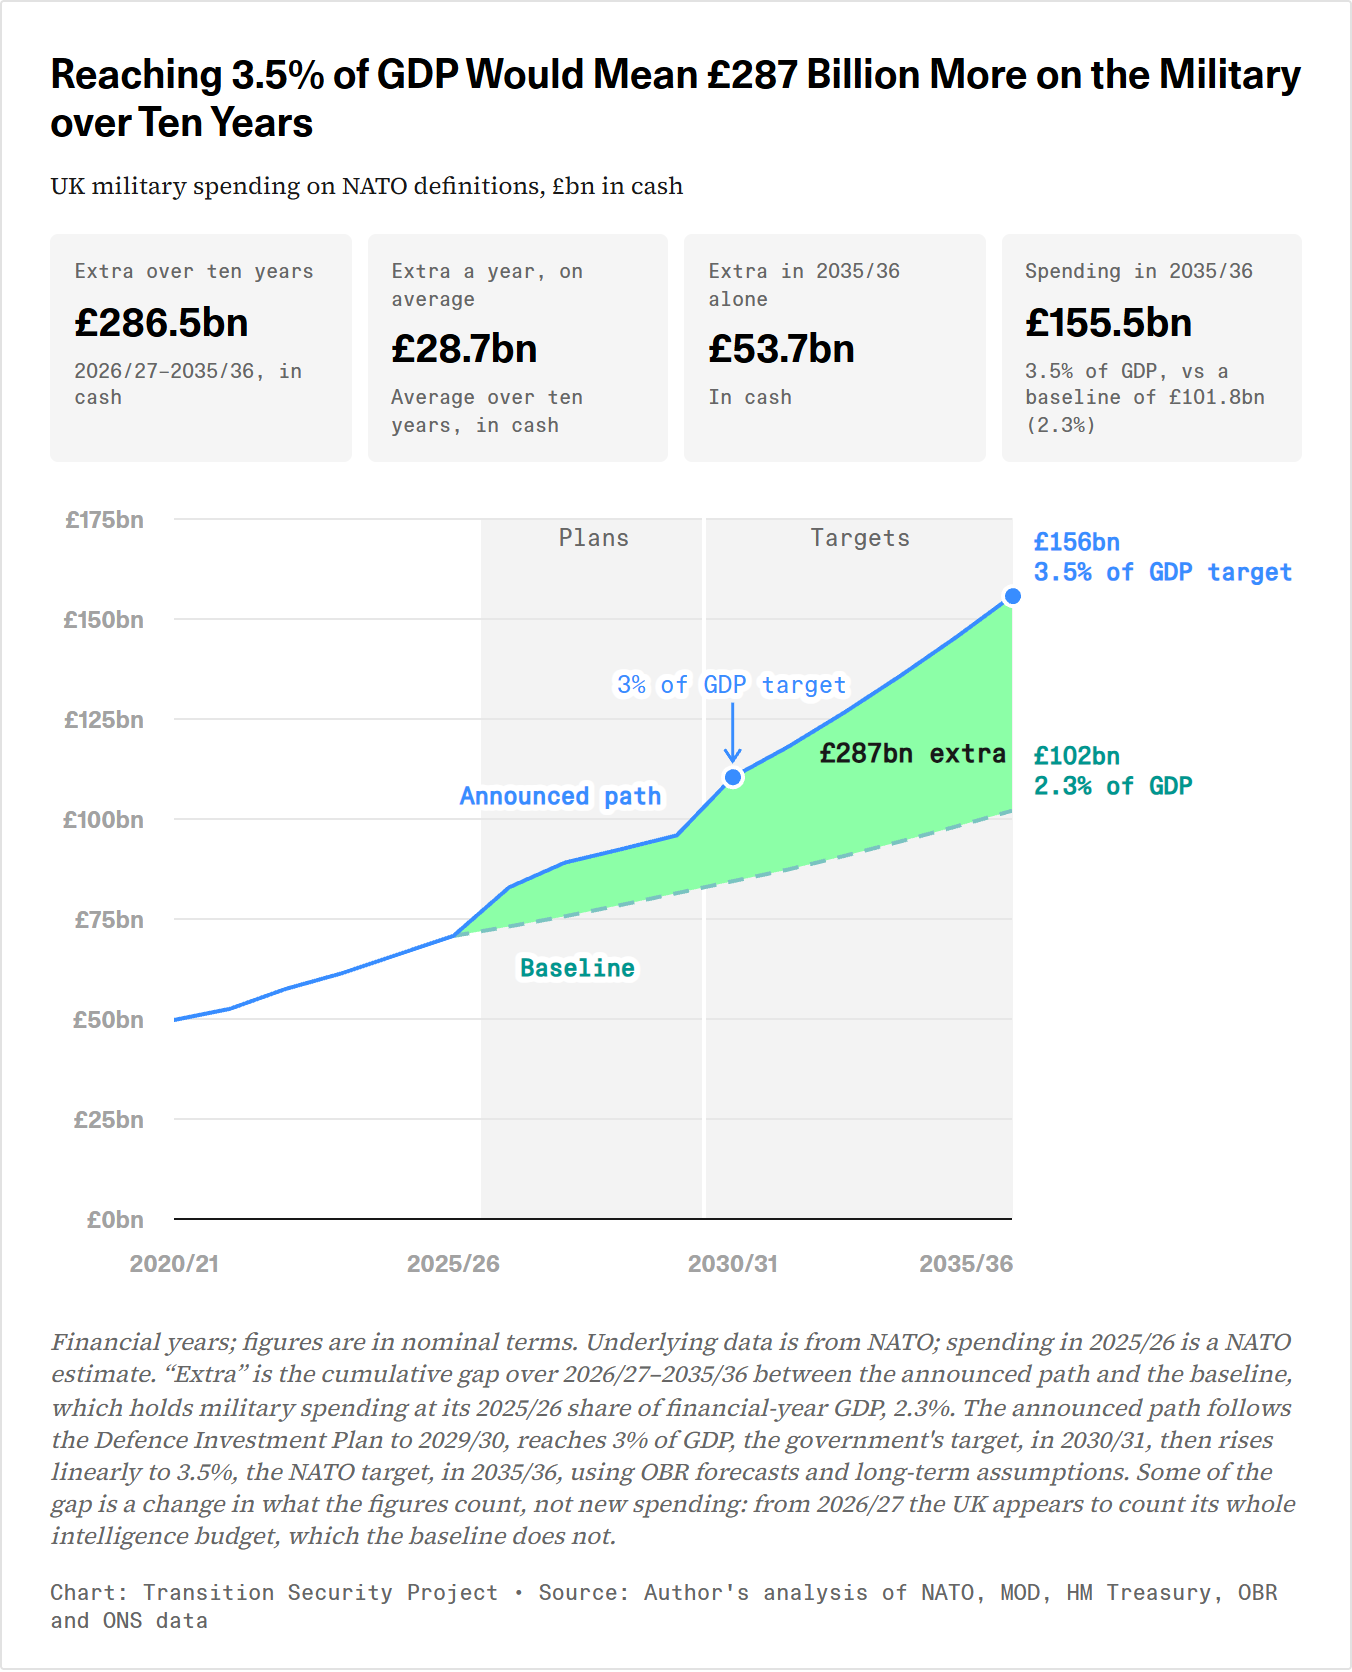 Reaching 3.5% of GDP Would Mean £287 Billion More on the Military
over Ten Years
UK military spending on NATO definitions, £bn in cash
Extra over ten years
£286.5bn
2026/27–2035/36, in
cash
Extra a year, on
average
£28.7bn
Average over ten
years, in cash
Extra in 2035/36
alone
£53.7bn
In cash
Spending in 2035/36
£155.5bn
3.5% of GDP, vs a
baseline of £101.8bn
(2.3%)
£175bn
£150bn
£125bn
£100bn
£75bn
£50bn
£25bn
£0bn
Plans
Targets
£156bn
3.5% of GDP target
3% of GDP target
£287bn extra
£102bn
2.3% of GDP
Announced path
Baseline
2020/21
2025/26
2030/31
2035/36
Financial years; figures are in nominal terms. Underlying data is from NATO; spending in 2025/26 is a NATO
estimate. “Extra” is the cumulative gap over 2026/27–2035/36 between the announced path and the baseline,
which holds military spending at its 2025/26 share of financial-year GDP, 2.3%. The announced path follows
the Defence Investment Plan to 2029/30, reaches 3% of GDP, the government's target, in 2030/31, then rises
linearly to 3.5%, the NATO target, in 2035/36, using OBR forecasts and long-term assumptions. Some of the
gap is a change in what the figures count, not new spending: from 2026/27 the UK appears to count its whole
intelligence budget, which the baseline does not.
Chart: Transition Security Project • Source: Author's analysis of NATO, MOD, HM Treasury, OBR
and ONS data